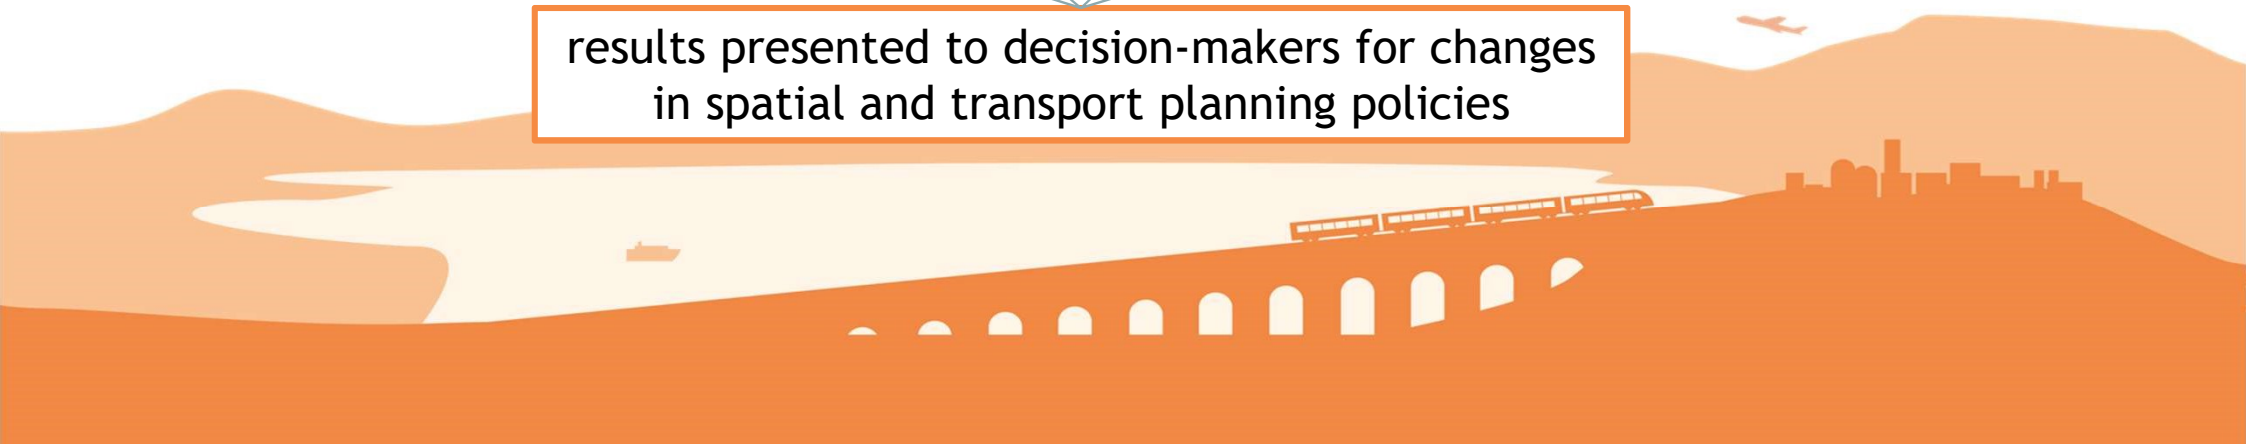 results presented to decision-makers for changes
in spatial and transport planning policies